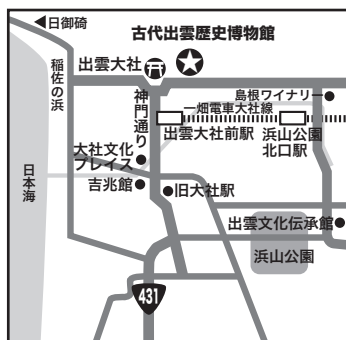 ◀日御碕
古代出雲歴史博物館
出雲大社
稲佐の浜
神門通り
島根ワイナリー
一畑電車大社線
出雲大社前駅
浜山公園
北口駅
大社文化
プレイス
吉兆館
旧大社駅
日本海
出雲文化伝承館
浜山公園
431